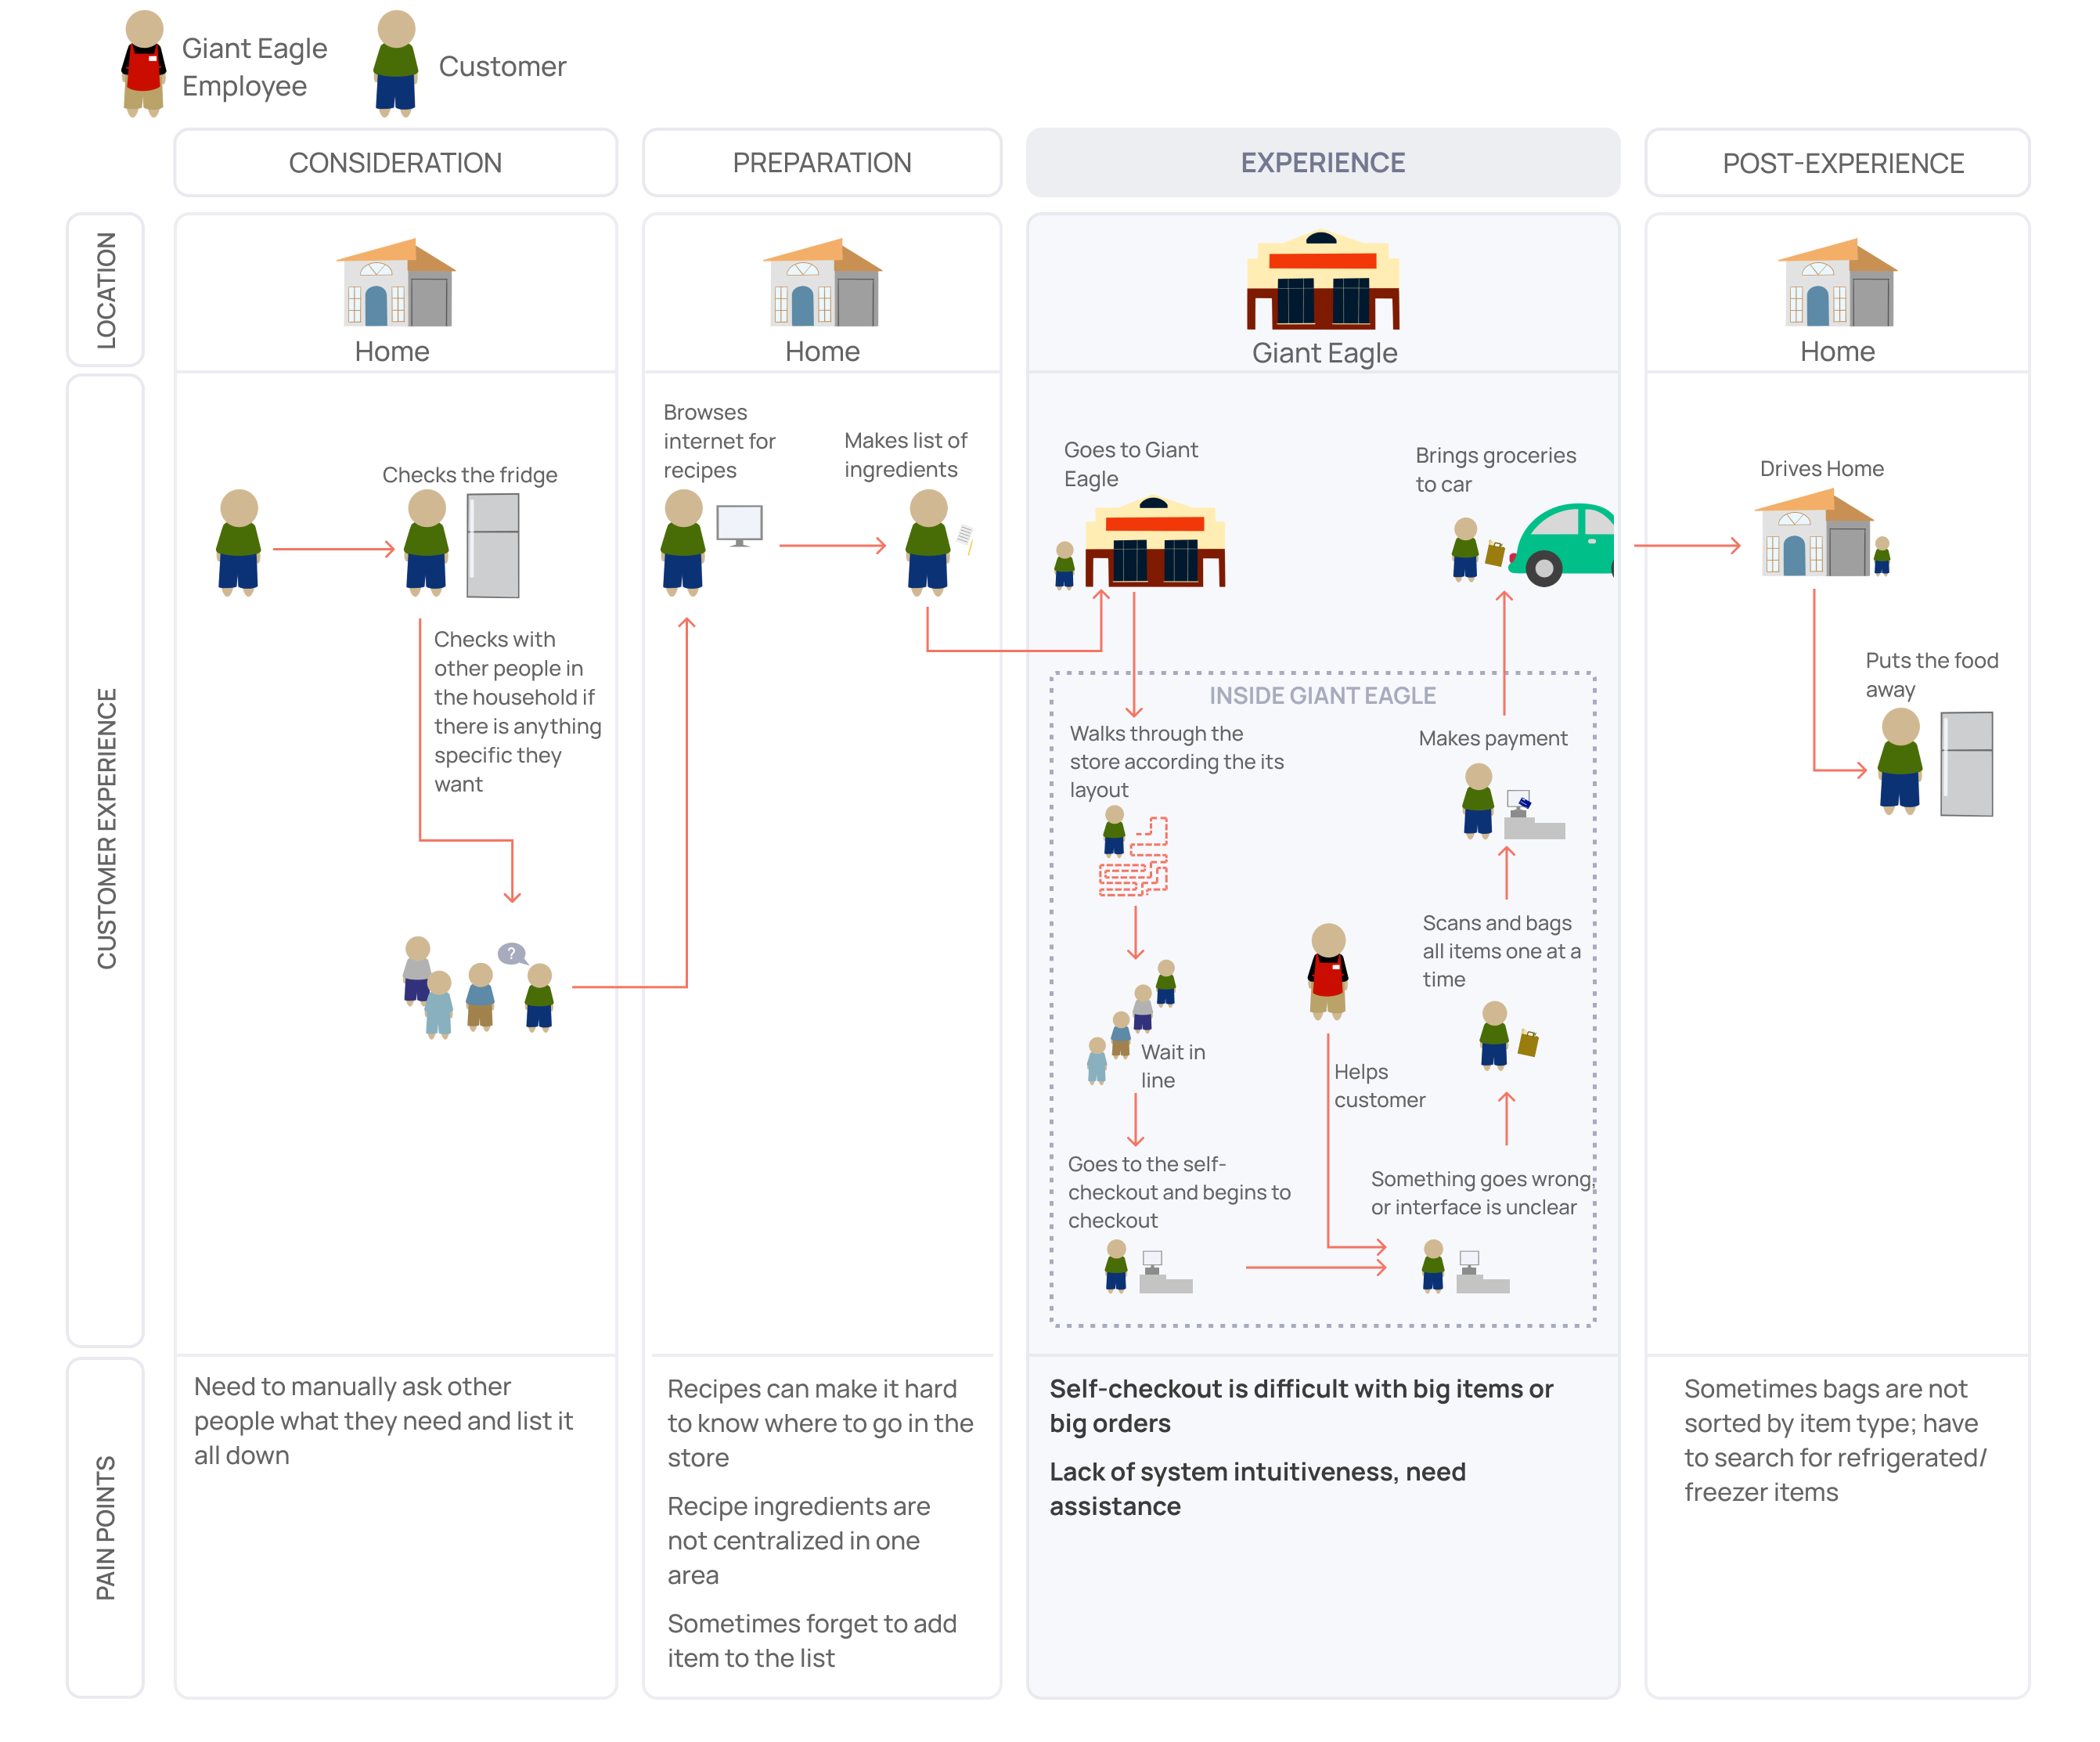 Giant Eagle
Employee
Customer
CONSIDERATION
PREPARATION
EXPERIENCE
POST-EXPERIENCE
LOCATION
Home
Home
Giant Eagle
Home
CUSTOMER EXPERIENCE
Checks the fridge
Checks with
other people in
the household if
there is anything
specific they
want
?
Browses
internet for
recipes
Makes list of
ingredients
Goes to Giant
Eagle
Brings groceries
to car
INSIDE GIANT EAGLE
Walks through the
store according the its
layout
Wait in
line
Goes to the self-
checkout and begins to
checkout
Helps
customer
Something goes wrong,
or interface is unclear
Scans and bags
all items one at a
time
Makes payment
Drives Home
Puts the food
away
PAIN POINTS
Need to manually ask other
people what they need and list it
all down
Recipes can make it hard
to know where to go in the
store
Recipe ingredients are
not centralized in one
area
Sometimes forget to add
item to the list
Self-checkout is difficult with big items or
big orders
Lack of system intuitiveness, need
assistance
Sometimes bags are not
sorted by item type; have
to search for refrigerated/
freezer items